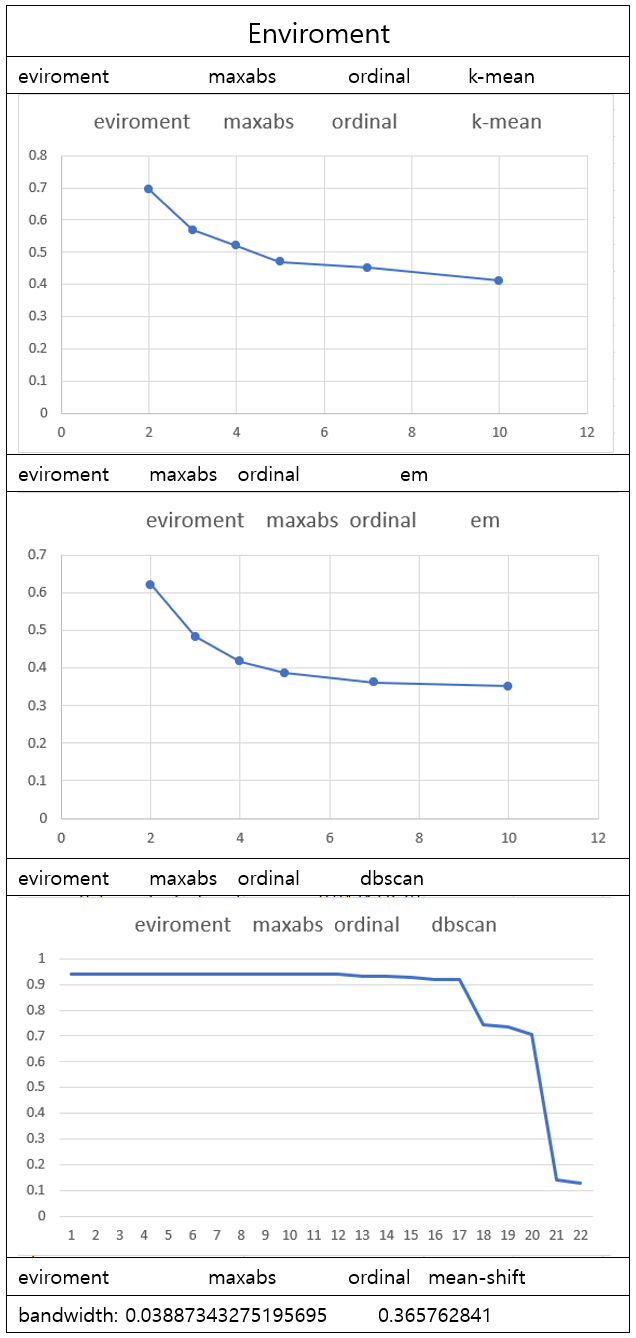 Enviroment
eviroment maxabs ordinal k-mean
eviroment maxabs ordinal k-mean
0.8
0.7
0.6
0.5
0.4
0.3
0.2
0.1
0
0 2 4 6 8 10 12
eviroment maxabs ordinal em
eviroment maxabs ordinal em
0.7
0.6
0.5
0.4
0.3
0.2
0.1
0
0 2 4 6 8 10 12
eviroment maxabs ordinal dbscan
eviroment maxabs ordinal dbscan
1
0.9
0.8
0.7
0.6
0.5
0.4
0.3
0.2
0.1
0
1 2 3 4 5 6 7 8 9 10 11 12 13 14 15 16 17 18 19 20 21 22
eviroment maxabs ordinal mean-shift
bandwidth: 0.03887343275195695 0.365762841